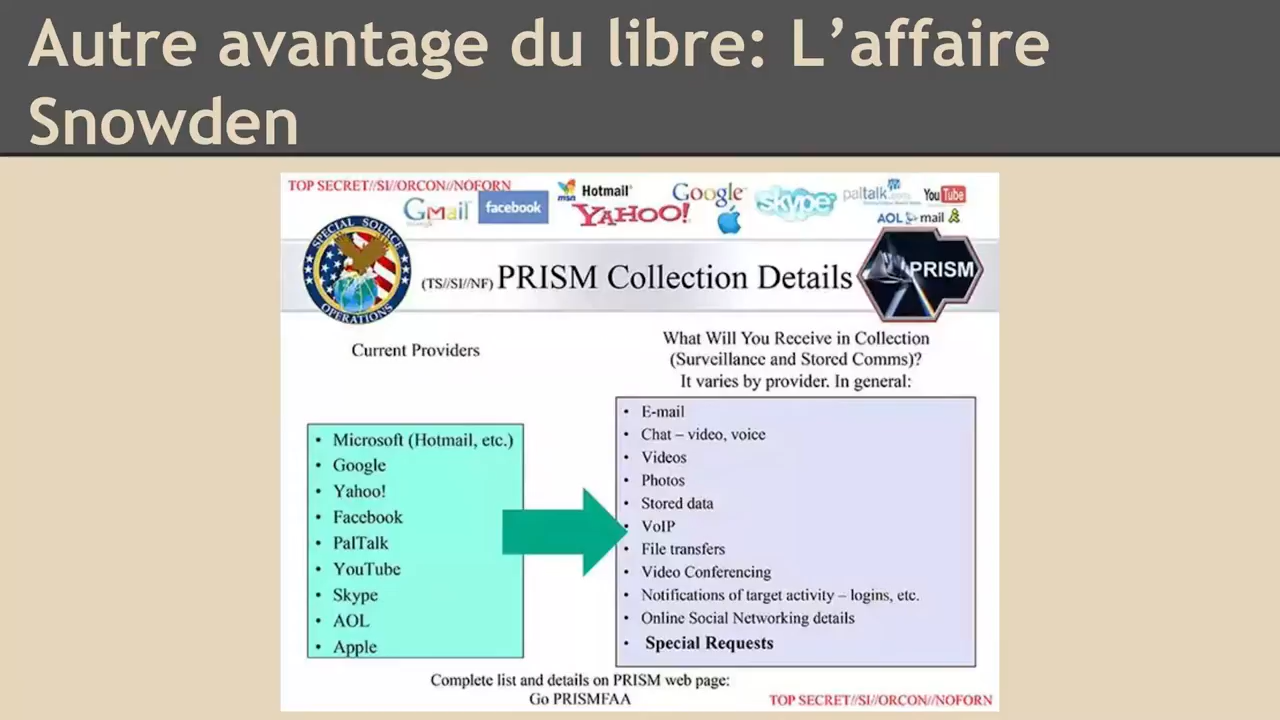 Autre avantage du libre: L’affaire
Snowden
TOP SECRET//SI//ORCON//NOFORN
GMail
facebook
msn
Hotmail
YAHOO!
Google
skype
paltalk.com
YouTube
AOL mail
SPECIAL SOURCE
OPERATIONS
(TS//SI//NF) PRISM Collection Details
PRISM
Current Providers
What Will You Receive in Collection
(Surveillance and Stored Comms)?
It varies by provider. In general:
• Microsoft (Hotmail, etc.)
• Google
• Yahoo!
• Facebook
• PalTalk
• YouTube
• Skype
• AOL
• Apple
• E-mail
• Chat – video, voice
• Videos
• Photos
• Stored data
• VoIP
• File transfers
• Video Conferencing
• Notifications of target activity – logins, etc.
• Online Social Networking details
• Special Requests
Complete list and details on PRISM web page:
Go PRISMFAA
TOP SECRET//SI//ORCON//NOFORN